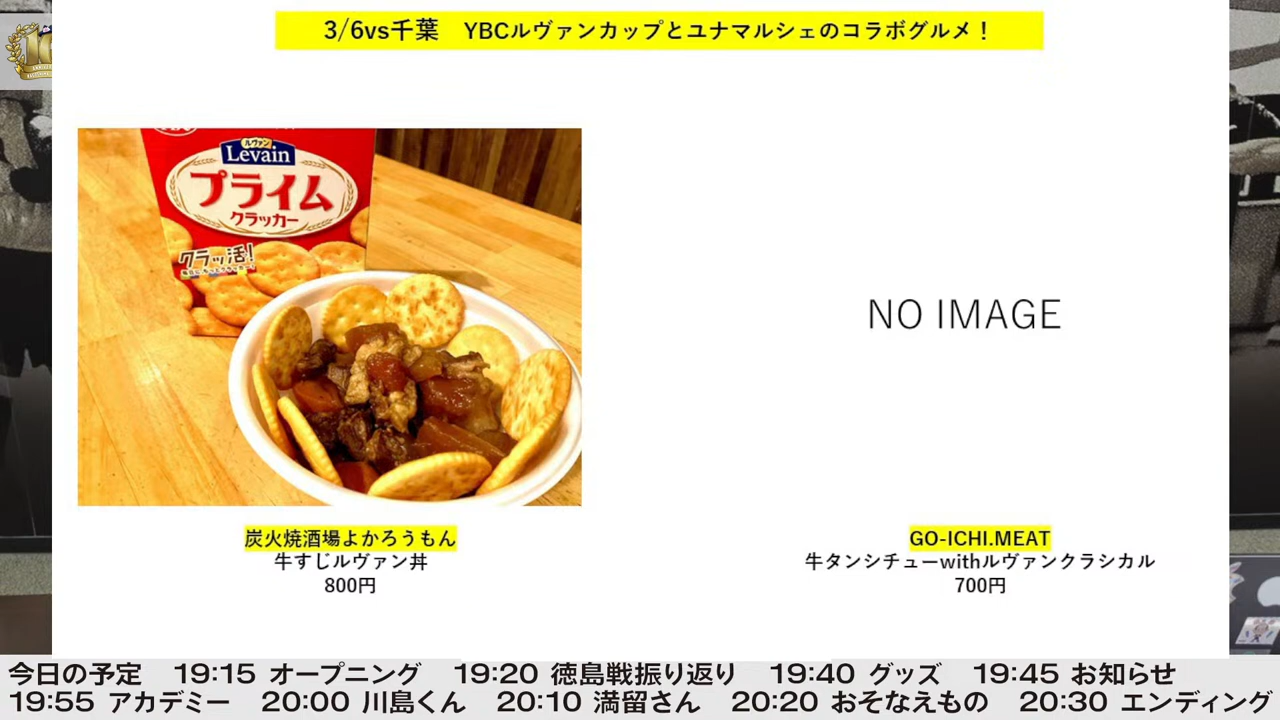 3/6vs千葉　YBCルヴァンカップとユナマルシェのコラボグルメ！
ルヴァン
Levain
プライム
クラッカー
クラッ活!
NO IMAGE
炭火焼酒場よかろうもん
牛すじルヴァン丼
800円
GO-ICHI.MEAT
牛タンシチューwithルヴァンクラシカル
700円
今日の予定　19:15 オープニング　19:20 徳島戦振り返り　19:40 グッズ　19:45 お知らせ
19:55 アカデミー　20:00 川島くん　20:10 満留さん　20:20 おそなえもの　20:30 エンディング